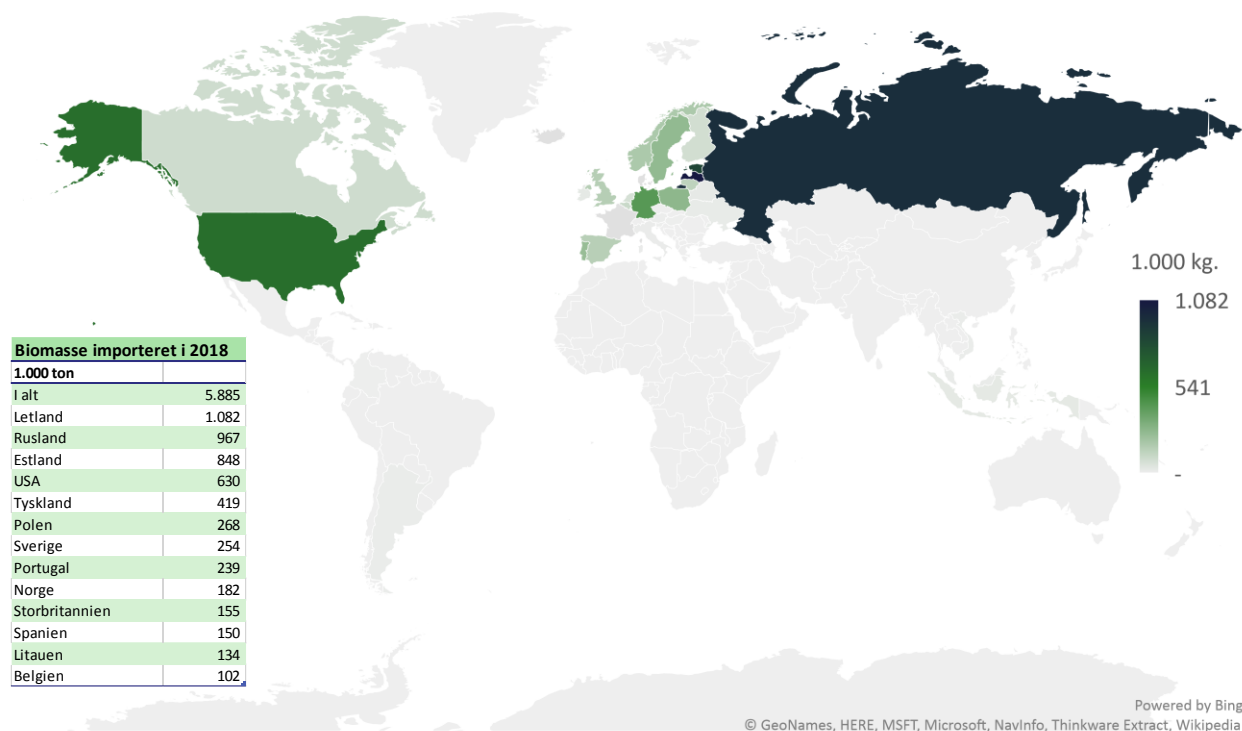 1.000 kg.
1.082
541
-
Biomasse importeret i 2018
1.000 ton
I alt 5.885
Letland 1.082
Rusland 967
Estland 848
USA 630
Tyskland 419
Polen 268
Sverige 254
Portugal 239
Norge 182
Storbritannien 155
Spanien 150
Litauen 134
Belgien 102
Powered by Bing
© GeoNames, HERE, MSFT, Microsoft, NavInfo, Thinkware Extract, Wikipedia